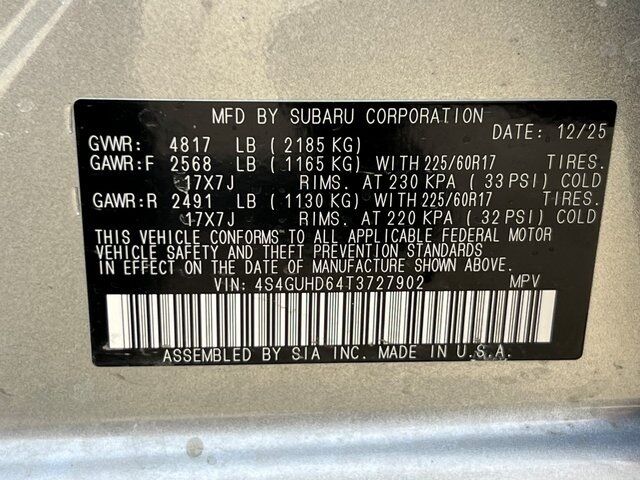 MFD BY SUBARU CORPORATION
DATE: 12/25
GVWR: 4817 LB ( 2185 KG)
GAWR:F 2568 LB ( 1165 KG) WITH 225/60R17 TIRES.
17X7J RIMS. AT 230 KPA ( 33 PSI) COLD
GAWR:R 2491 LB ( 1130 KG) WITH 225/60R17 TIRES.
17X7J RIMS. AT 220 KPA ( 32 PSI) COLD
THIS VEHICLE CONFORMS TO ALL APPLICABLE FEDERAL MOTOR
VEHICLE SAFETY AND THEFT PREVENTION STANDARDS
IN EFFECT ON THE DATE OF MANUFACTURE SHOWN ABOVE.
VIN: 4S4GUHD64T3727902 MPV
ASSEMBLED BY SIA INC. MADE IN U.S.A.